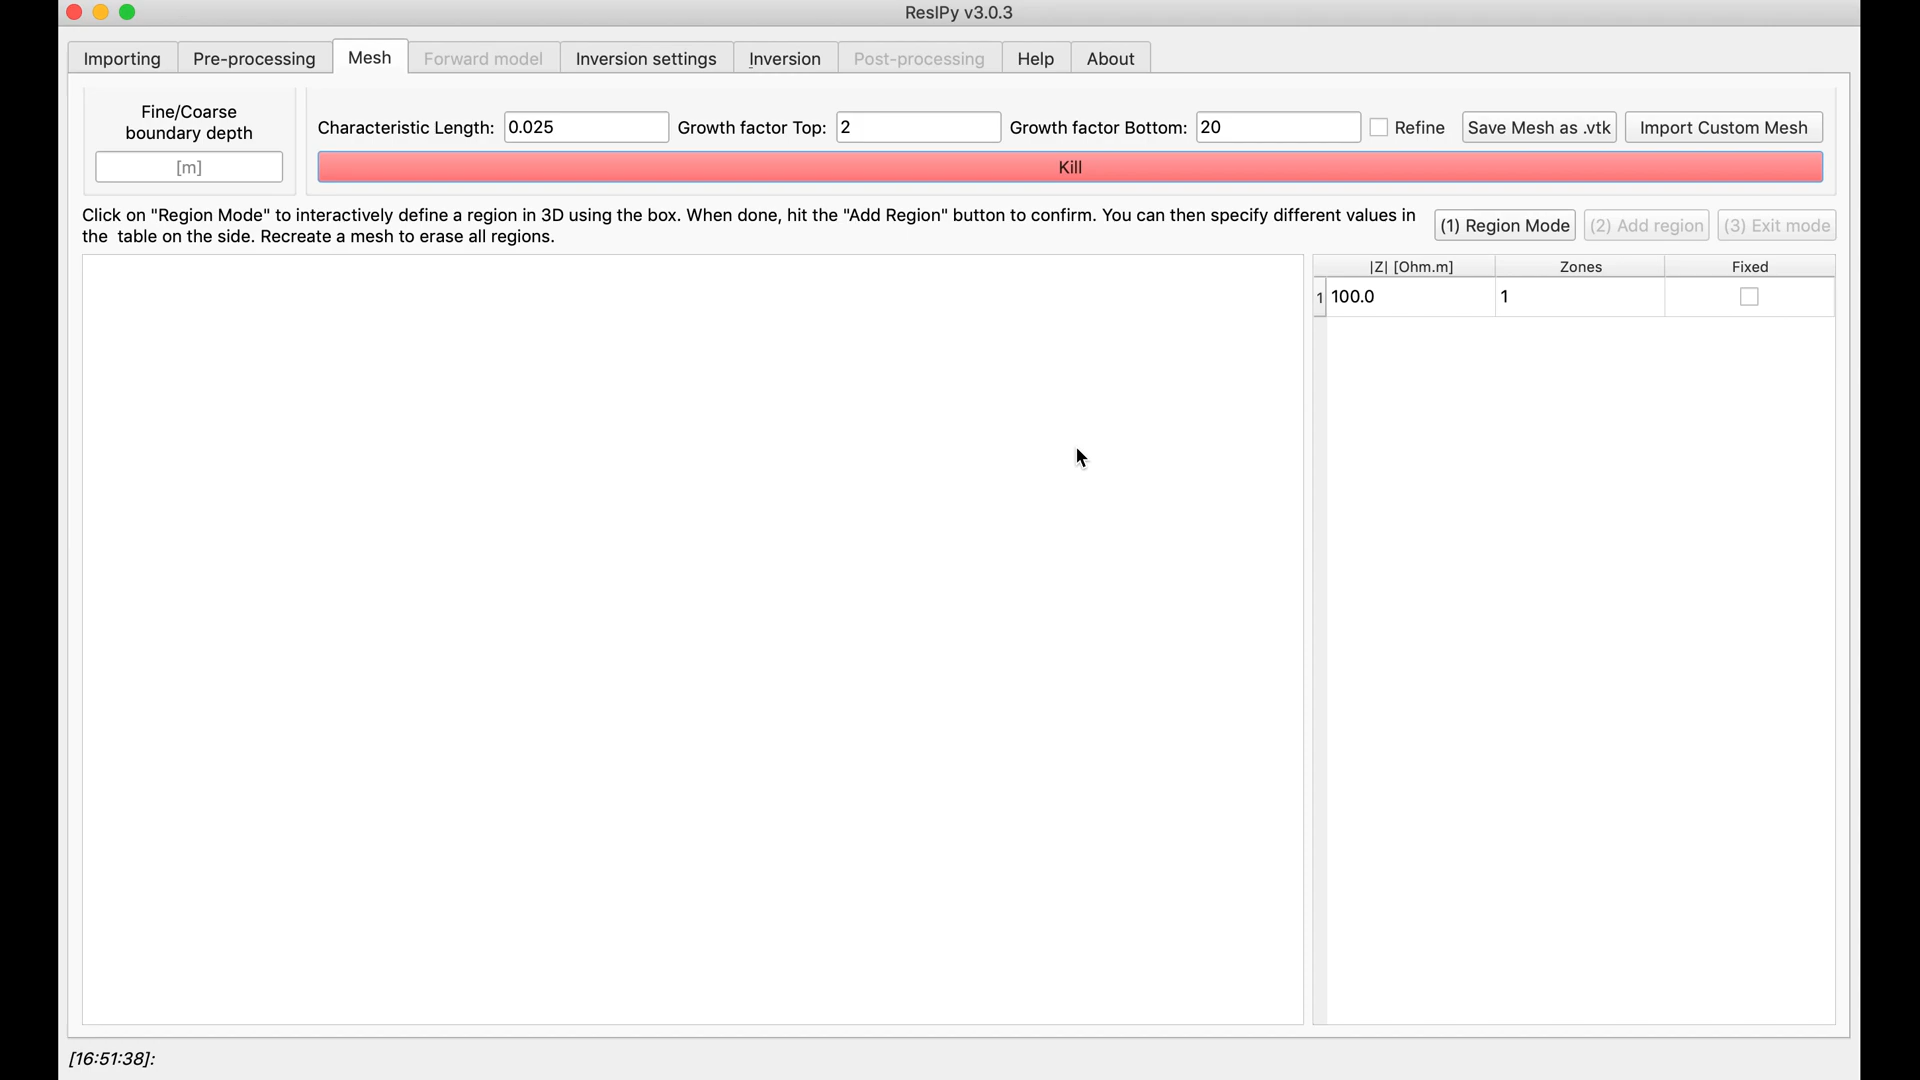 ResIPy v3.0.3
Importing Pre-processing Mesh Forward model Inversion settings Inversion Post-processing Help About
Fine/Coarse
boundary depth
[m]
Characteristic Length: 0.025 Growth factor Top: 2 Growth factor Bottom: 20 Refine Save Mesh as .vtk Import Custom Mesh
Kill
Click on "Region Mode" to interactively define a region in 3D using the box. When done, hit the "Add Region" button to confirm. You can then specify different values in
the  table on the side. Recreate a mesh to erase all regions.
(1) Region Mode (2) Add region (3) Exit mode
|Z| [Ohm.m] Zones Fixed
1 100.0 1
[16:51:38]: